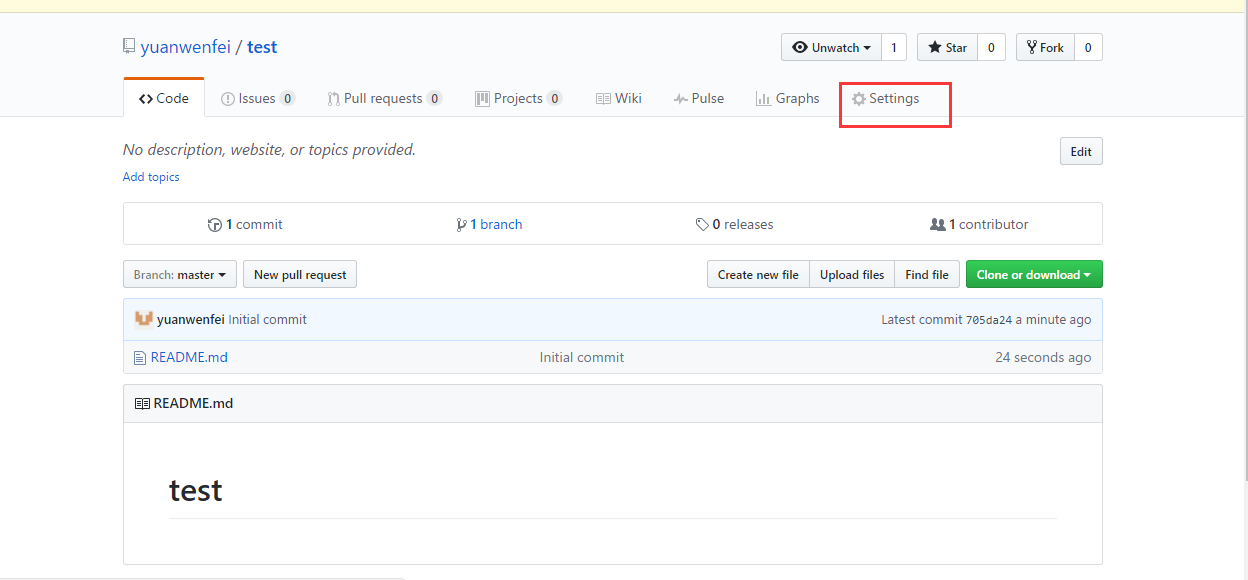 yuanwenfei / test
Unwatch 1 Star 0 Fork 0
Code Issues 0 Pull requests 0 Projects 0 Wiki Pulse Graphs Settings
No description, website, or topics provided. Edit
Add topics
1 commit 1 branch 0 releases 1 contributor
Branch: master New pull request Create new file Upload files Find file Clone or download
yuanwenfei Initial commit Latest commit 705da24 a minute ago
README.md Initial commit 24 seconds ago
README.md
test